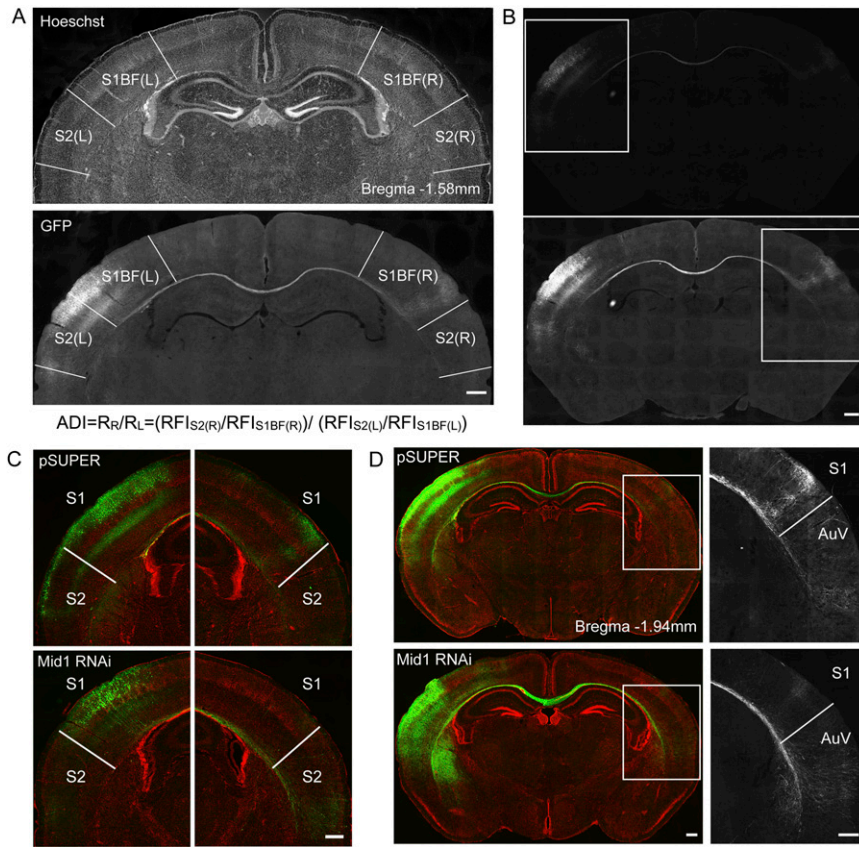 A
Hoeschst
S1BF(L)
S1BF(R)
S2(L)
S2(R)
Bregma -1.58mm
GFP
S1BF(L)
S1BF(R)
S2(L)
S2(R)
ADI=RR/RL=(RFIS2(R)/RFIS1BF(R))/ (RFIS2(L)/RFIS1BF(L))
B
C
pSUPER
S1
S1
S2
S2
Mid1 RNAi
S1
S1
S2
S2
D
pSUPER
Bregma -1.94mm
S1
AuV
Mid1 RNAi
S1
AuV